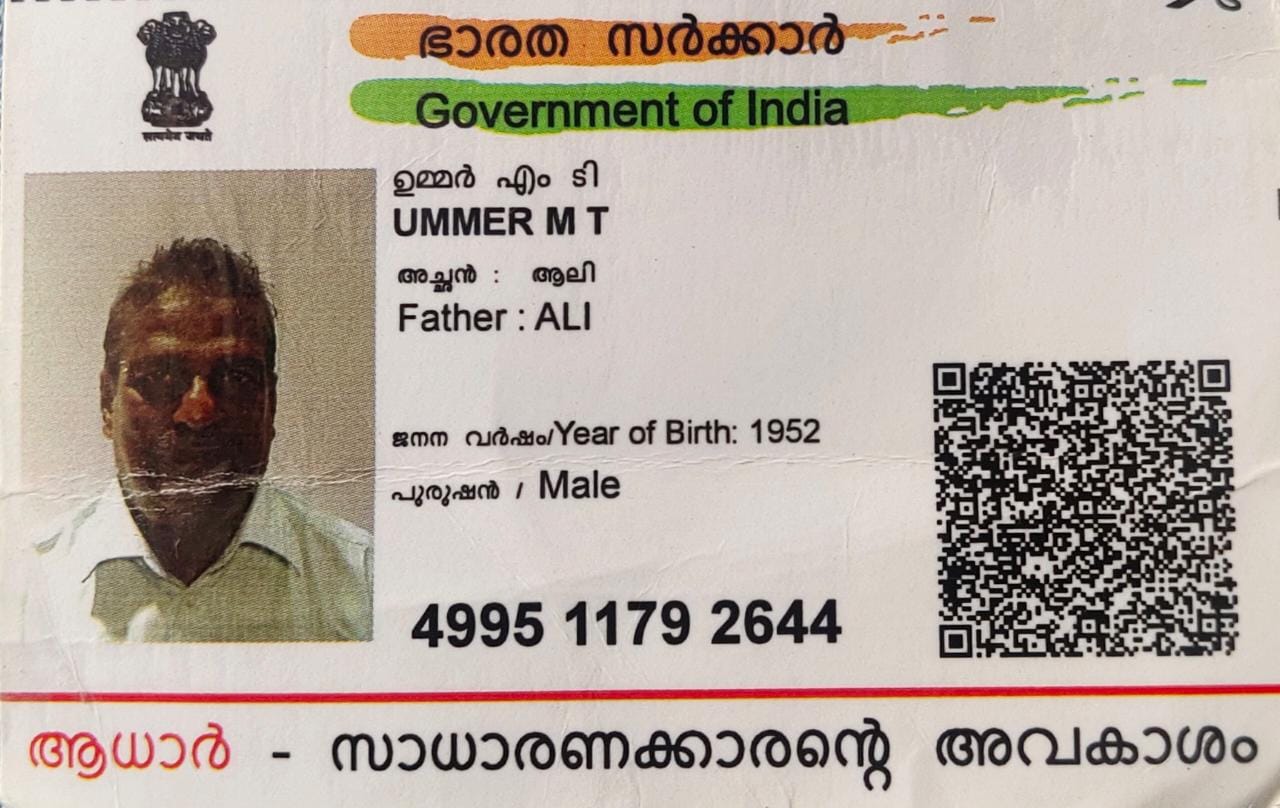 सत्यमेव जयते
ഭാരത സർക്കാർ
Government of India
ഉമ്മർ എം ടി
UMMER M T
അച്ഛൻ : ആലി
Father : ALI
ജനന വർഷം/Year of Birth: 1952
പുരുഷൻ / Male
4995 1179 2644
ആധാർ - സാധാരണക്കാരന്റെ അവകാശം